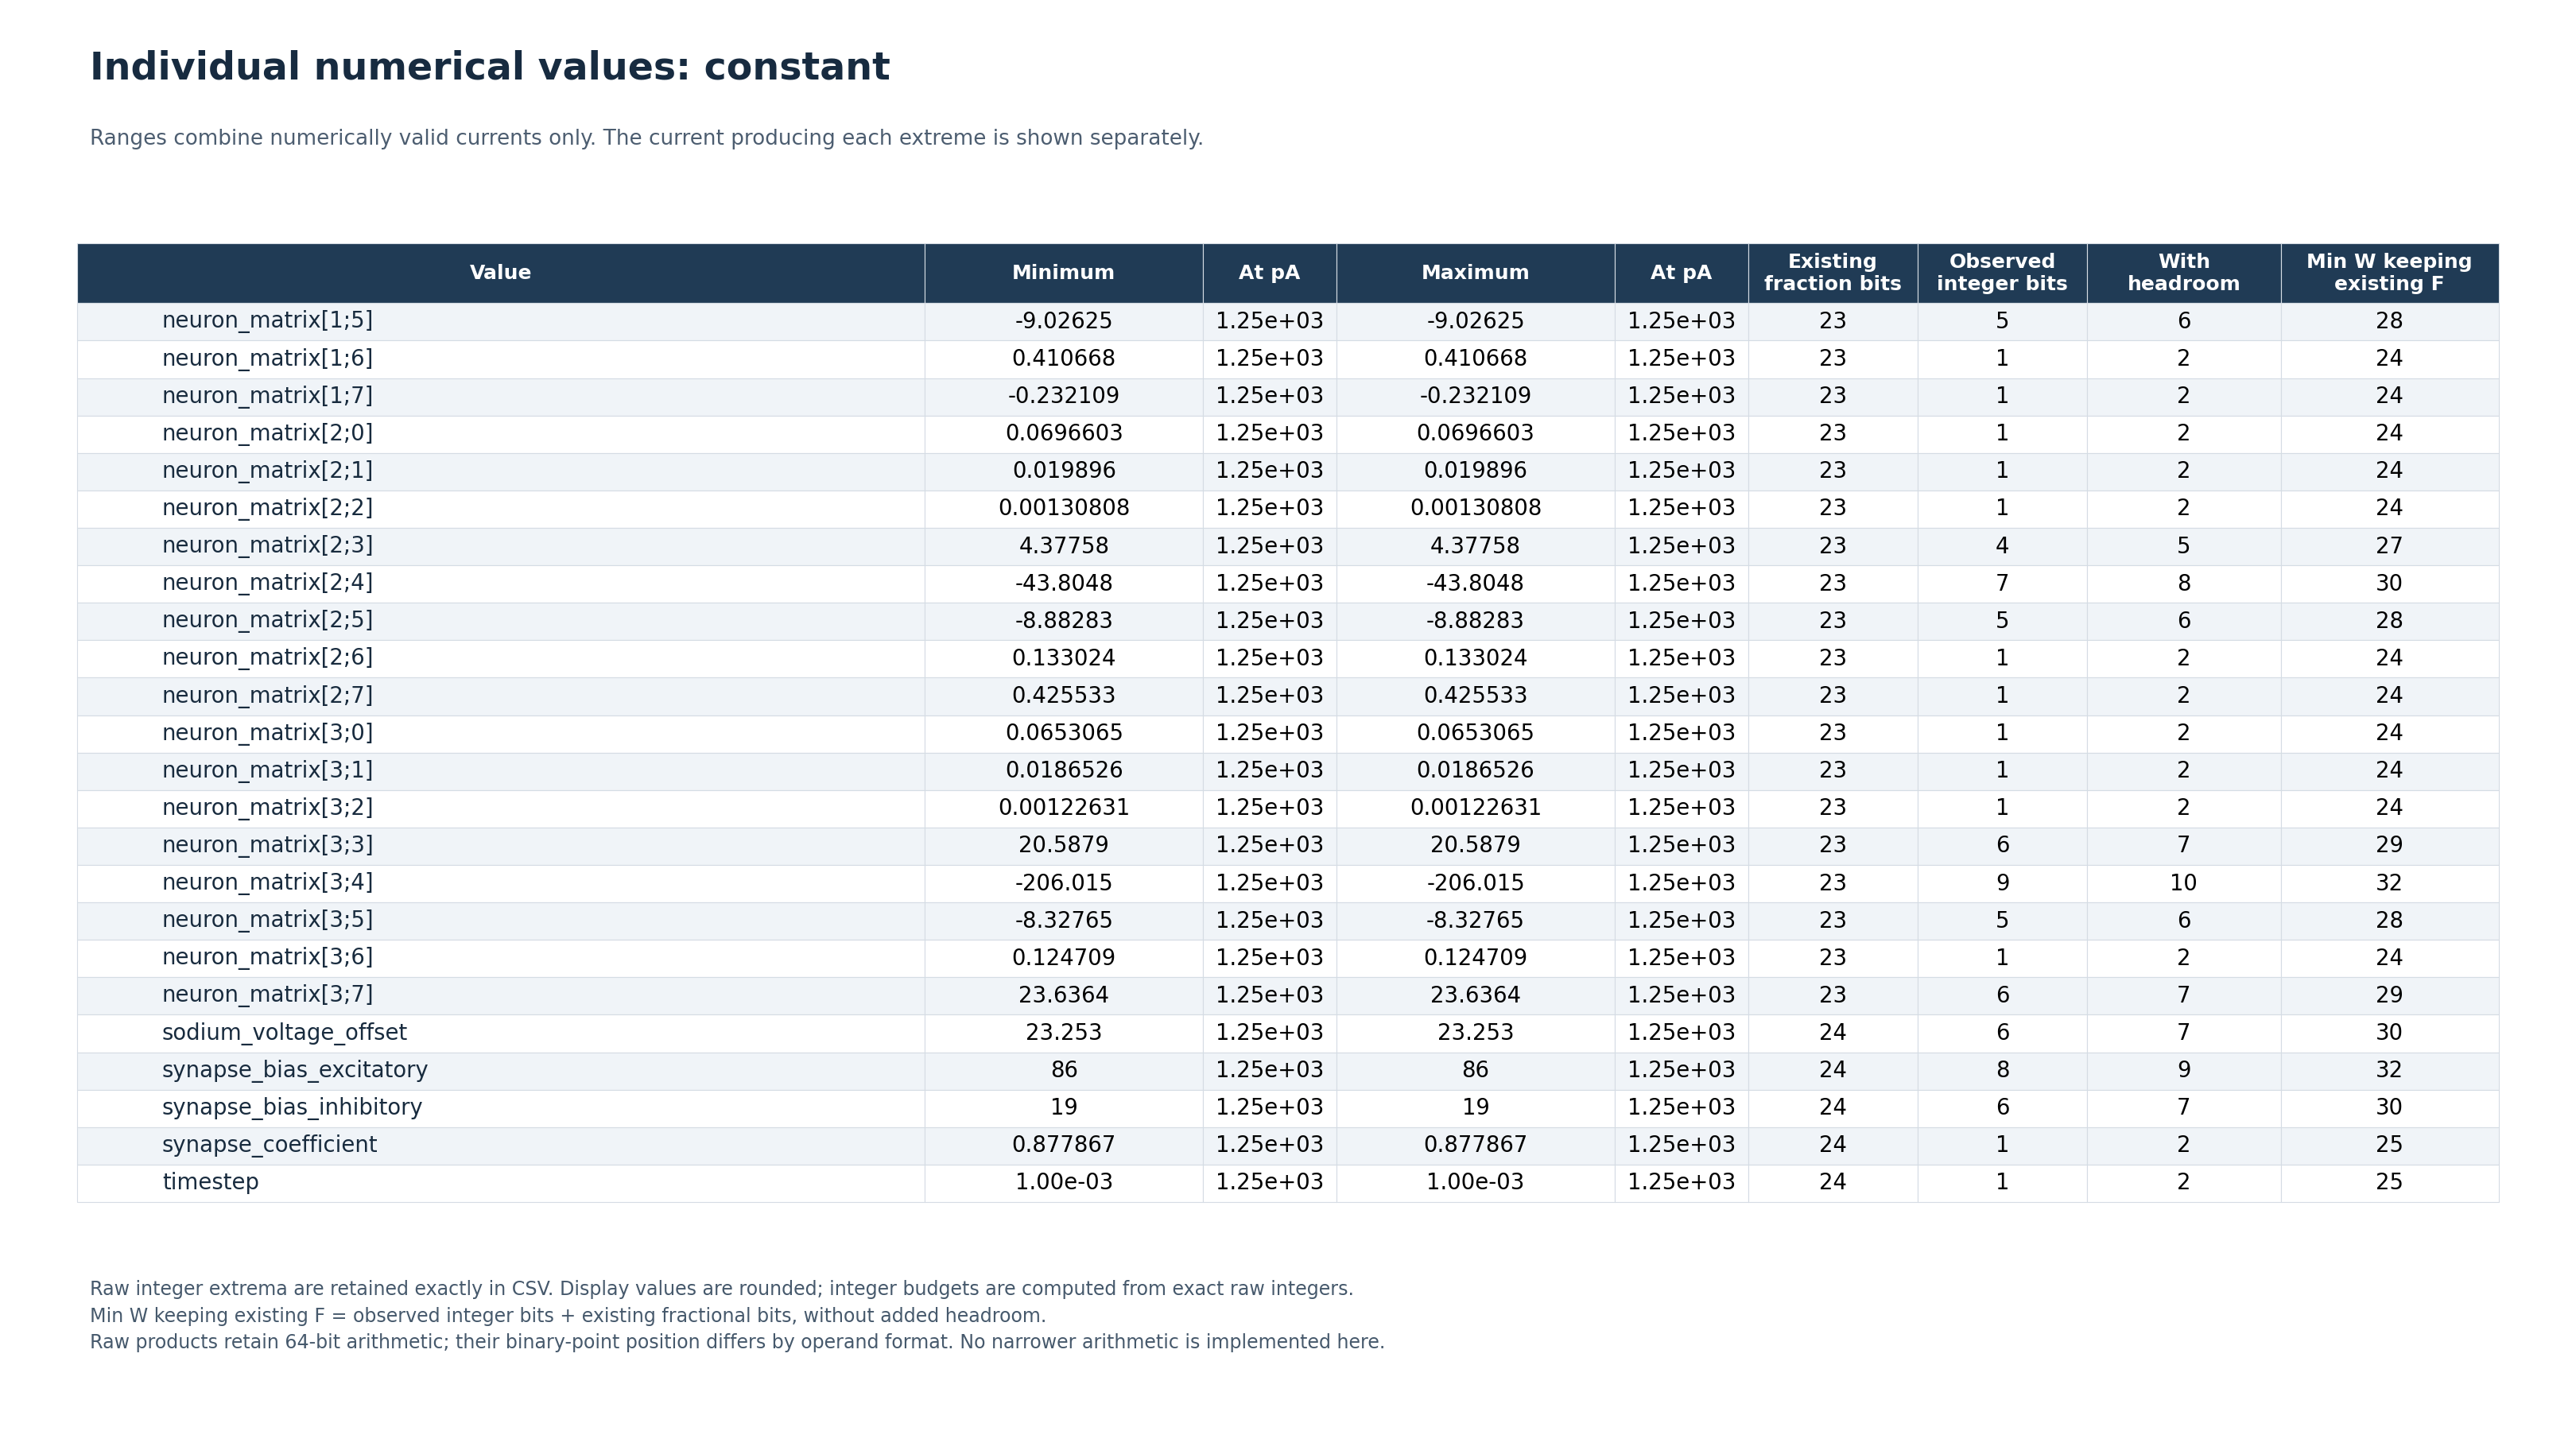 Individual numerical values: constant
Ranges combine numerically valid currents only. The current producing each extreme is shown separately.
Value Minimum At pA Maximum At pA Existing fraction bits Observed integer bits With headroom Min W keeping existing F
neuron_matrix[1;5] -9.02625 1.25e+03 -9.02625 1.25e+03 23 5 6 28
neuron_matrix[1;6] 0.410668 1.25e+03 0.410668 1.25e+03 23 1 2 24
neuron_matrix[1;7] -0.232109 1.25e+03 -0.232109 1.25e+03 23 1 2 24
neuron_matrix[2;0] 0.0696603 1.25e+03 0.0696603 1.25e+03 23 1 2 24
neuron_matrix[2;1] 0.019896 1.25e+03 0.019896 1.25e+03 23 1 2 24
neuron_matrix[2;2] 0.00130808 1.25e+03 0.00130808 1.25e+03 23 1 2 24
neuron_matrix[2;3] 4.37758 1.25e+03 4.37758 1.25e+03 23 4 5 27
neuron_matrix[2;4] -43.8048 1.25e+03 -43.8048 1.25e+03 23 7 8 30
neuron_matrix[2;5] -8.88283 1.25e+03 -8.88283 1.25e+03 23 5 6 28
neuron_matrix[2;6] 0.133024 1.25e+03 0.133024 1.25e+03 23 1 2 24
neuron_matrix[2;7] 0.425533 1.25e+03 0.425533 1.25e+03 23 1 2 24
neuron_matrix[3;0] 0.0653065 1.25e+03 0.0653065 1.25e+03 23 1 2 24
neuron_matrix[3;1] 0.0186526 1.25e+03 0.0186526 1.25e+03 23 1 2 24
neuron_matrix[3;2] 0.00122631 1.25e+03 0.00122631 1.25e+03 23 1 2 24
neuron_matrix[3;3] 20.5879 1.25e+03 20.5879 1.25e+03 23 6 7 29
neuron_matrix[3;4] -206.015 1.25e+03 -206.015 1.25e+03 23 9 10 32
neuron_matrix[3;5] -8.32765 1.25e+03 -8.32765 1.25e+03 23 5 6 28
neuron_matrix[3;6] 0.124709 1.25e+03 0.124709 1.25e+03 23 1 2 24
neuron_matrix[3;7] 23.6364 1.25e+03 23.6364 1.25e+03 23 6 7 29
sodium_voltage_offset 23.253 1.25e+03 23.253 1.25e+03 24 6 7 30
synapse_bias_excitatory 86 1.25e+03 86 1.25e+03 24 8 9 32
synapse_bias_inhibitory 19 1.25e+03 19 1.25e+03 24 6 7 30
synapse_coefficient 0.877867 1.25e+03 0.877867 1.25e+03 24 1 2 25
timestep 1.00e-03 1.25e+03 1.00e-03 1.25e+03 24 1 2 25
Raw integer extrema are retained exactly in CSV. Display values are rounded; integer budgets are computed from exact raw integers.
Min W keeping existing F = observed integer bits + existing fractional bits, without added headroom.
Raw products retain 64-bit arithmetic; their binary-point position differs by operand format. No narrower arithmetic is implemented here.